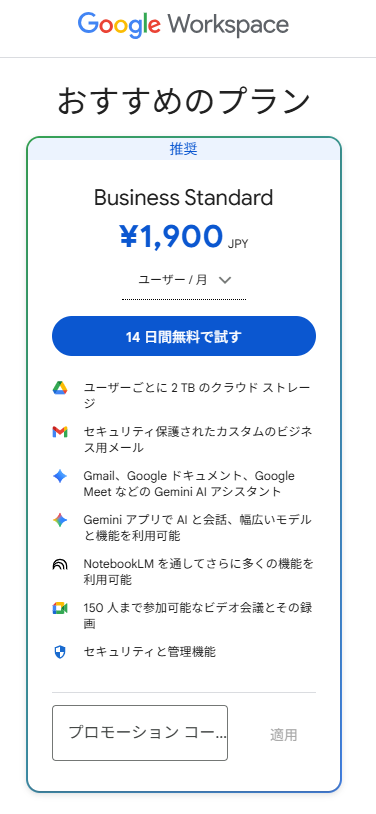 Google Workspace
おすすめのプラン
推奨
Business Standard
¥1,900 JPY
ユーザー / 月
14 日間無料で試す
ユーザーごとに 2 TB のクラウド ストレー
ジ
セキュリティ保護されたカスタムのビジネ
ス用メール
Gmail、Google ドキュメント、Google
Meet などの Gemini AI アシスタント
Gemini アプリで AI と会話、幅広いモデル
と機能を利用可能
NotebookLM を通してさらに多くの機能を
利用可能
150 人まで参加可能なビデオ会議とその録
画
セキュリティと管理機能
プロモーション コー...
適用